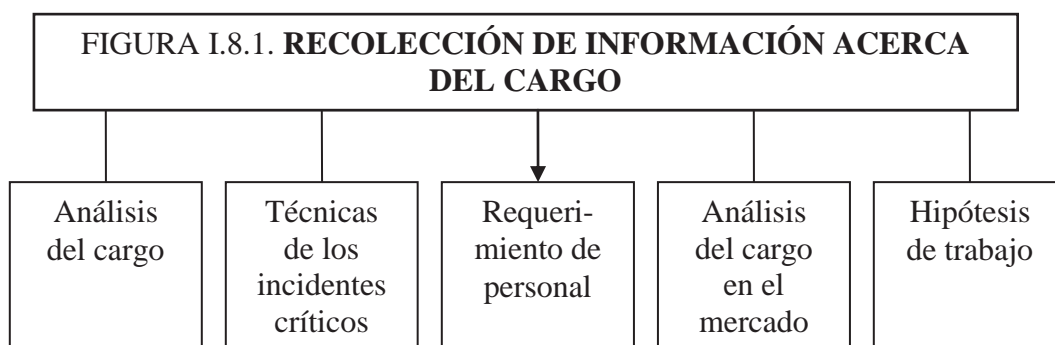 FIGURA I.8.1. RECOLECCIÓN DE INFORMACIÓN ACERCA
DEL CARGO
Análisis
del cargo
Técnicas
de los
incidentes
críticos
Requeri-
miento de
personal
Análisis
del cargo
en el
mercado
Hipótesis
de trabajo